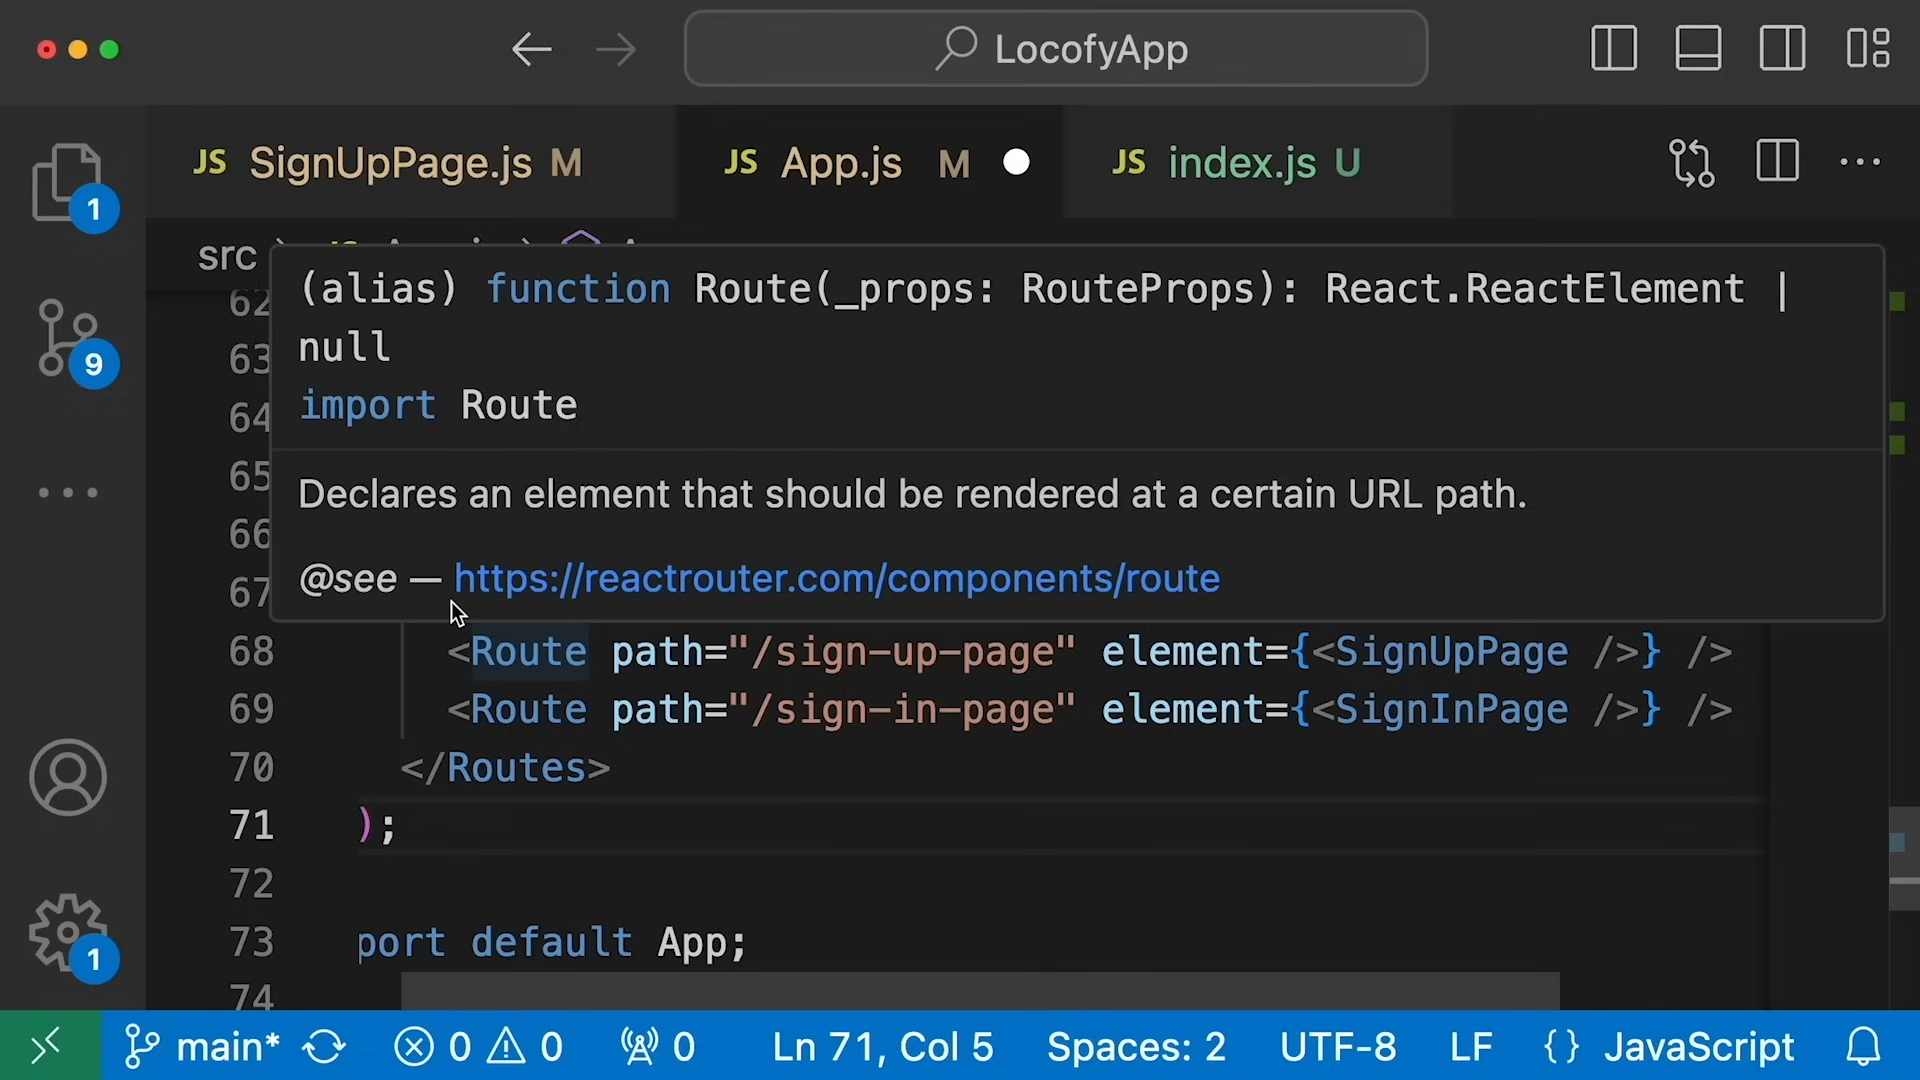 LocofyApp
JS SignUpPage.js M
JS App.js M
JS index.js U
src
(alias) function Route(_props: RouteProps): React.ReactElement |
null
import Route
Declares an element that should be rendered at a certain URL path.
@see — https://reactrouter.com/components/route
62
63
64
65
66
67
68 <Route path="/sign-up-page" element={<SignUpPage />} />
69 <Route path="/sign-in-page" element={<SignInPage />} />
70 </Routes>
71 );
72
73 port default App;
74
1
9
1
main* 0 0 0 Ln 71, Col 5 Spaces: 2 UTF-8 LF {} JavaScript